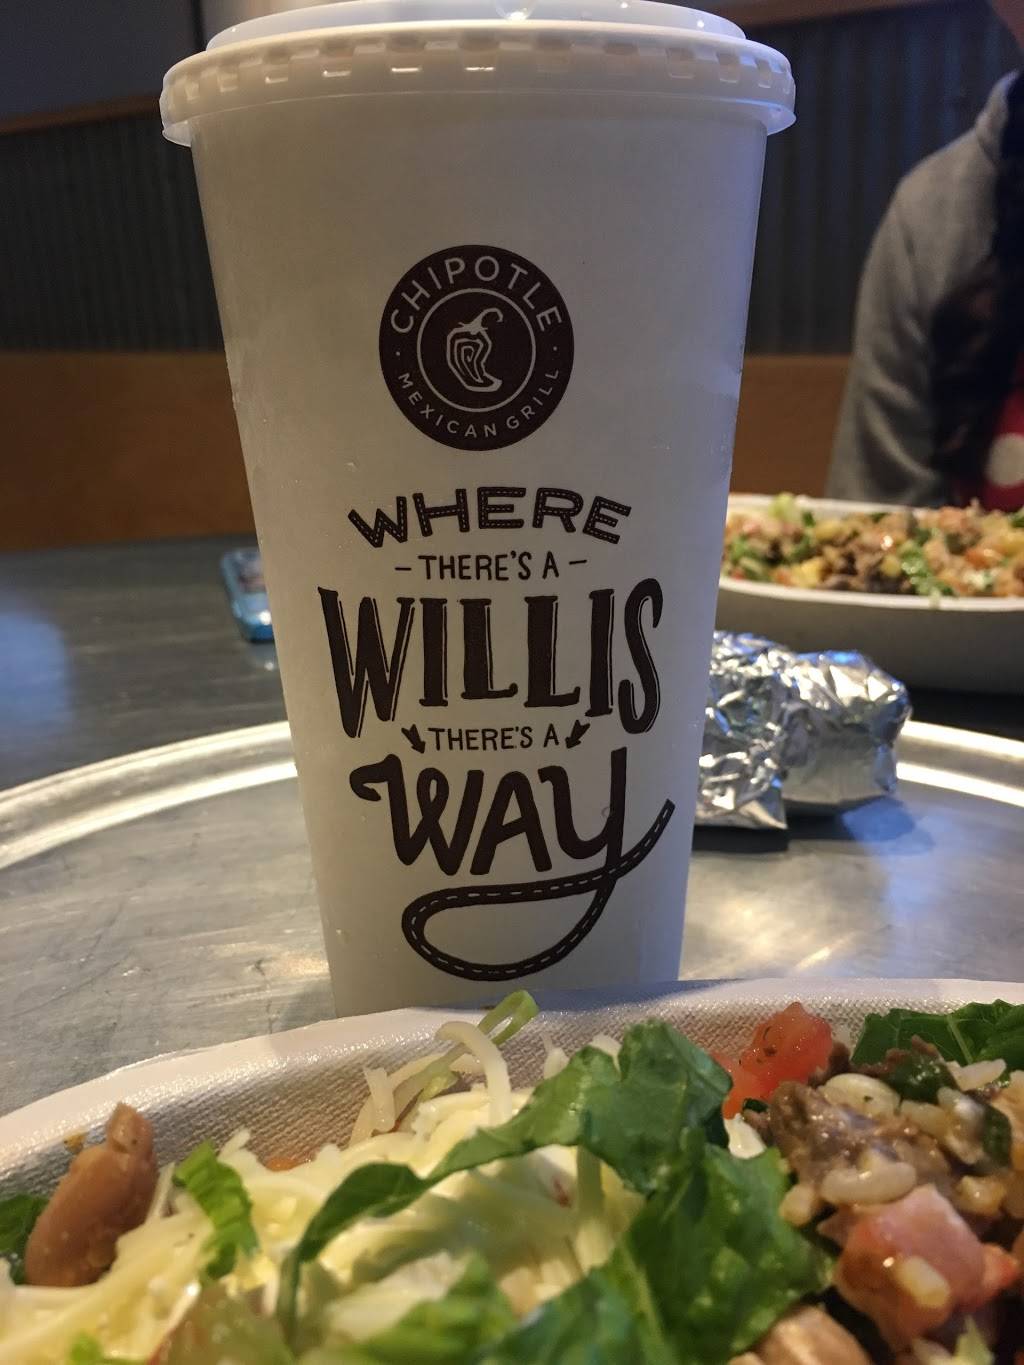 CHIPOTLE
MEXICAN GRILL
WHERE
THERE'S A
WILLIS
THERE'S A
WAY